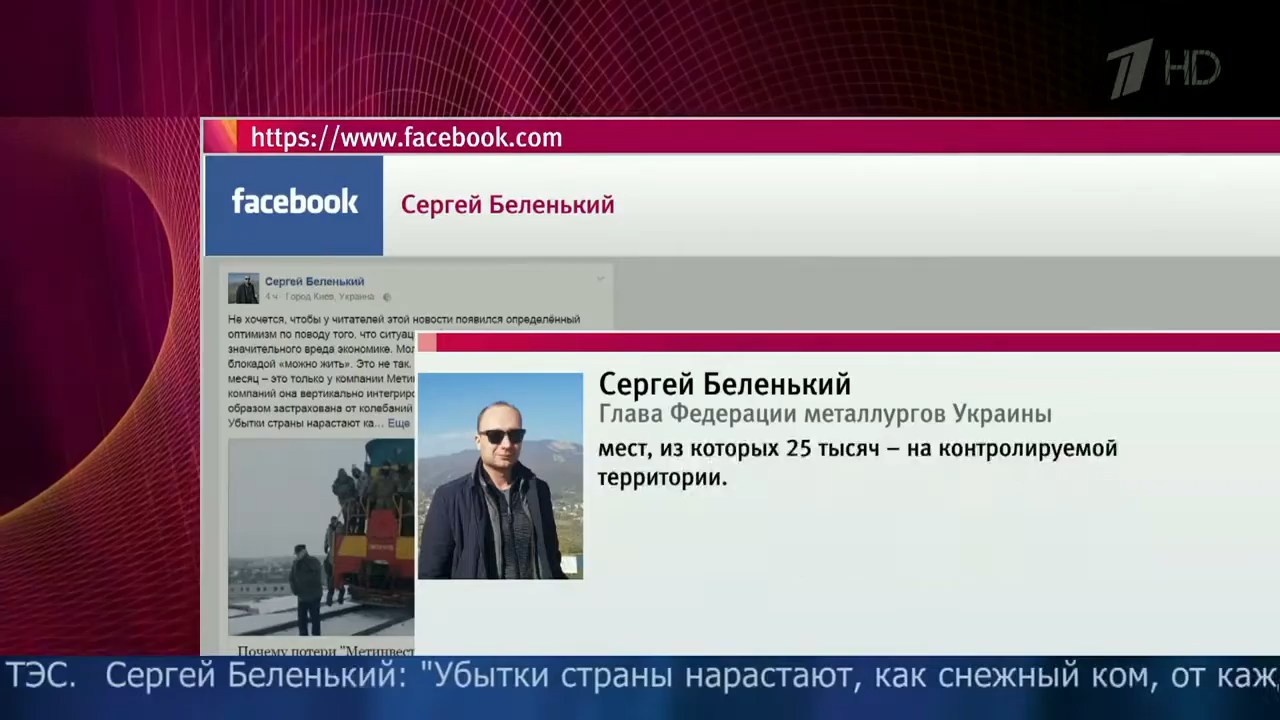 HD
https://www.facebook.com
facebook
Сергей Беленький
Сергей Беленький
4 ч · Город Киев, Украина
Не хочется, чтобы у читателей этой новости появился определённый
оптимизм по поводу того, что ситуац
значительного вреда экономике. Мол
блокадой «можно жить». Это не так.
месяц – это только у компании Метин
компаний она вертикально интегриро
образом застрахована от колебаний
Убытки страны нарастают ка... Еще
Почему потери "Метинвест
Сергей Беленький
Глава Федерации металлургов Украины
мест, из которых 25 тысяч – на контролируемой
территории.
ТЭС. Сергей Беленький: "Убытки страны нарастают, как снежный ком, от каж